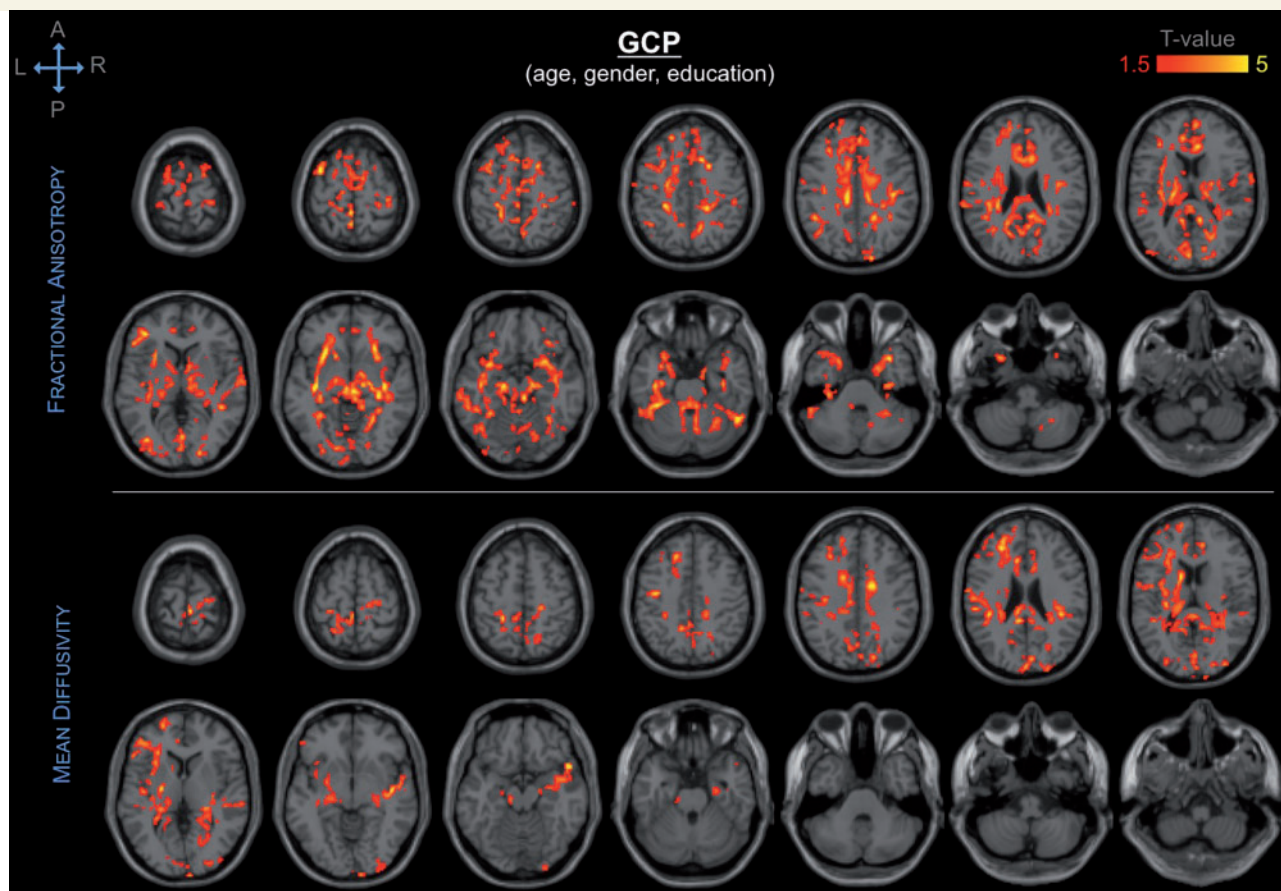 A
L R
P
GCP
(age, gender, education)
T-value
1.5 5
FRACTIONAL ANISOTROPY
MEAN DIFFUSIVITY